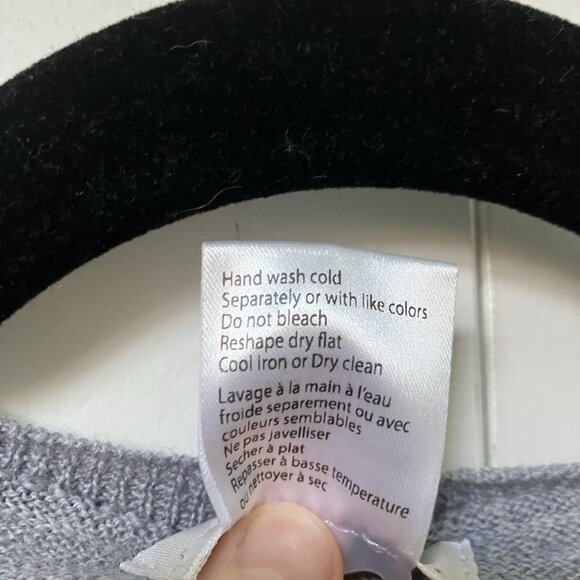 Hand wash cold
Separately or with like colors
Do not bleach
Reshape dry flat
Cool Iron or Dry clean
Lavage à la main à l'eau
froide separement ou avec
couleurs semblables
Ne pas javelliser
Secher à plat
Repasser à basse temperature
ou nettoyer à sec